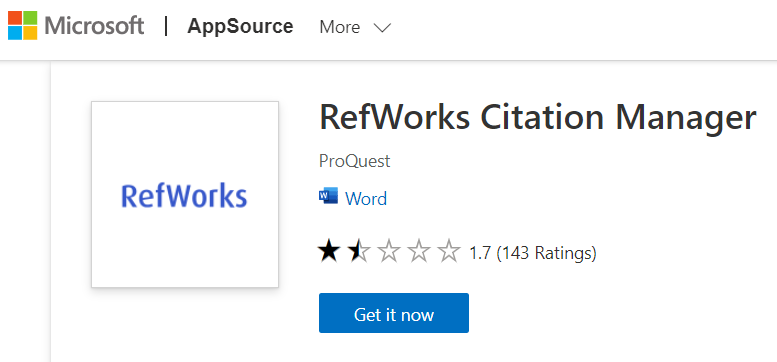 Microsoft | AppSource More
RefWorks Citation Manager
ProQuest
RefWorks
Word
1.7 (143 Ratings)
Get it now